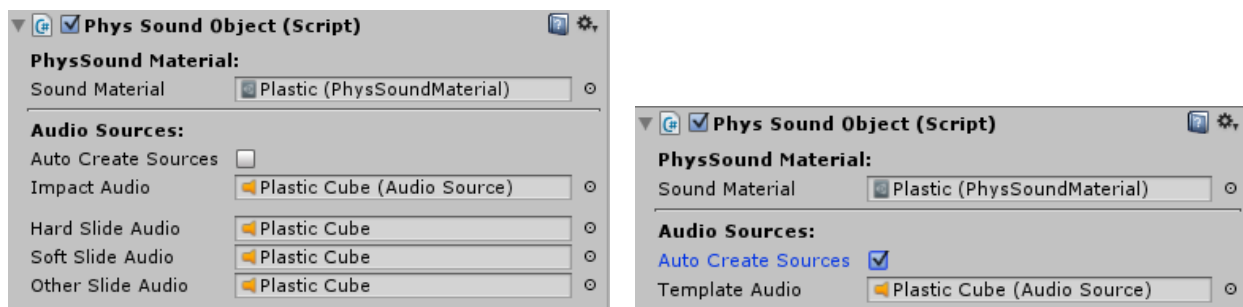 Phys Sound Object (Script)
PhysSound Material:
Sound Material Plastic (PhysSoundMaterial)
Audio Sources:
Auto Create Sources
Impact Audio Plastic Cube (Audio Source)
Hard Slide Audio Plastic Cube
Soft Slide Audio Plastic Cube
Other Slide Audio Plastic Cube
Phys Sound Object (Script)
PhysSound Material:
Sound Material Plastic (PhysSoundMaterial)
Audio Sources:
Auto Create Sources
Template Audio Plastic Cube (Audio Source)